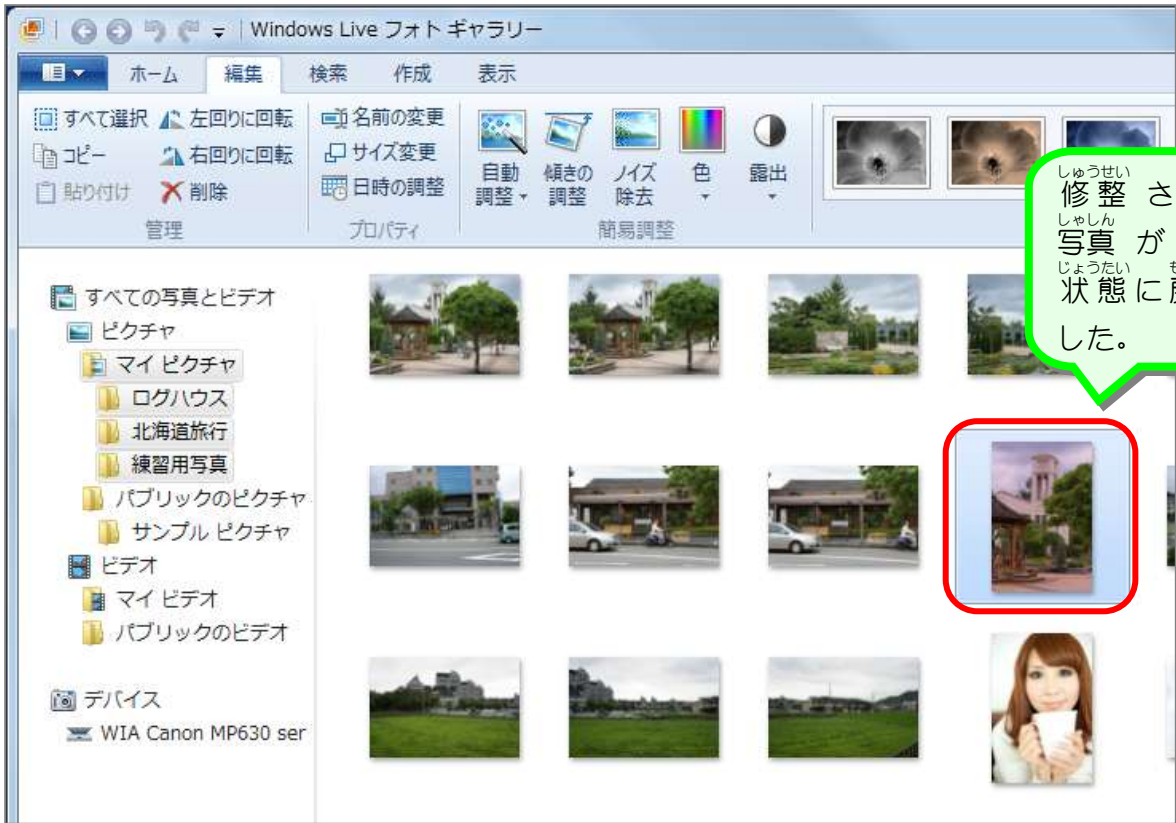 Windows Live フォト ギャラリー
ホーム 編集 検索 作成 表示
すべて選択 左回りに回転 名前の変更
コピー 右回りに回転 サイズ変更
貼り付け 削除 日時の調整
自動調整 傾きの調整 ノイズ除去 色 露出
管理 プロパティ 簡易調整
しゅうせい
修整 さ
しゃしん
写真 が
じょうたい も
状態に
した。
すべての写真とビデオ
ピクチャ
マイ ピクチャ
ログハウス
北海道旅行
練習用写真
パブリックのピクチャ
サンプル ピクチャ
ビデオ
マイ ビデオ
パブリックのビデオ
デバイス
WIA Canon MP630 ser